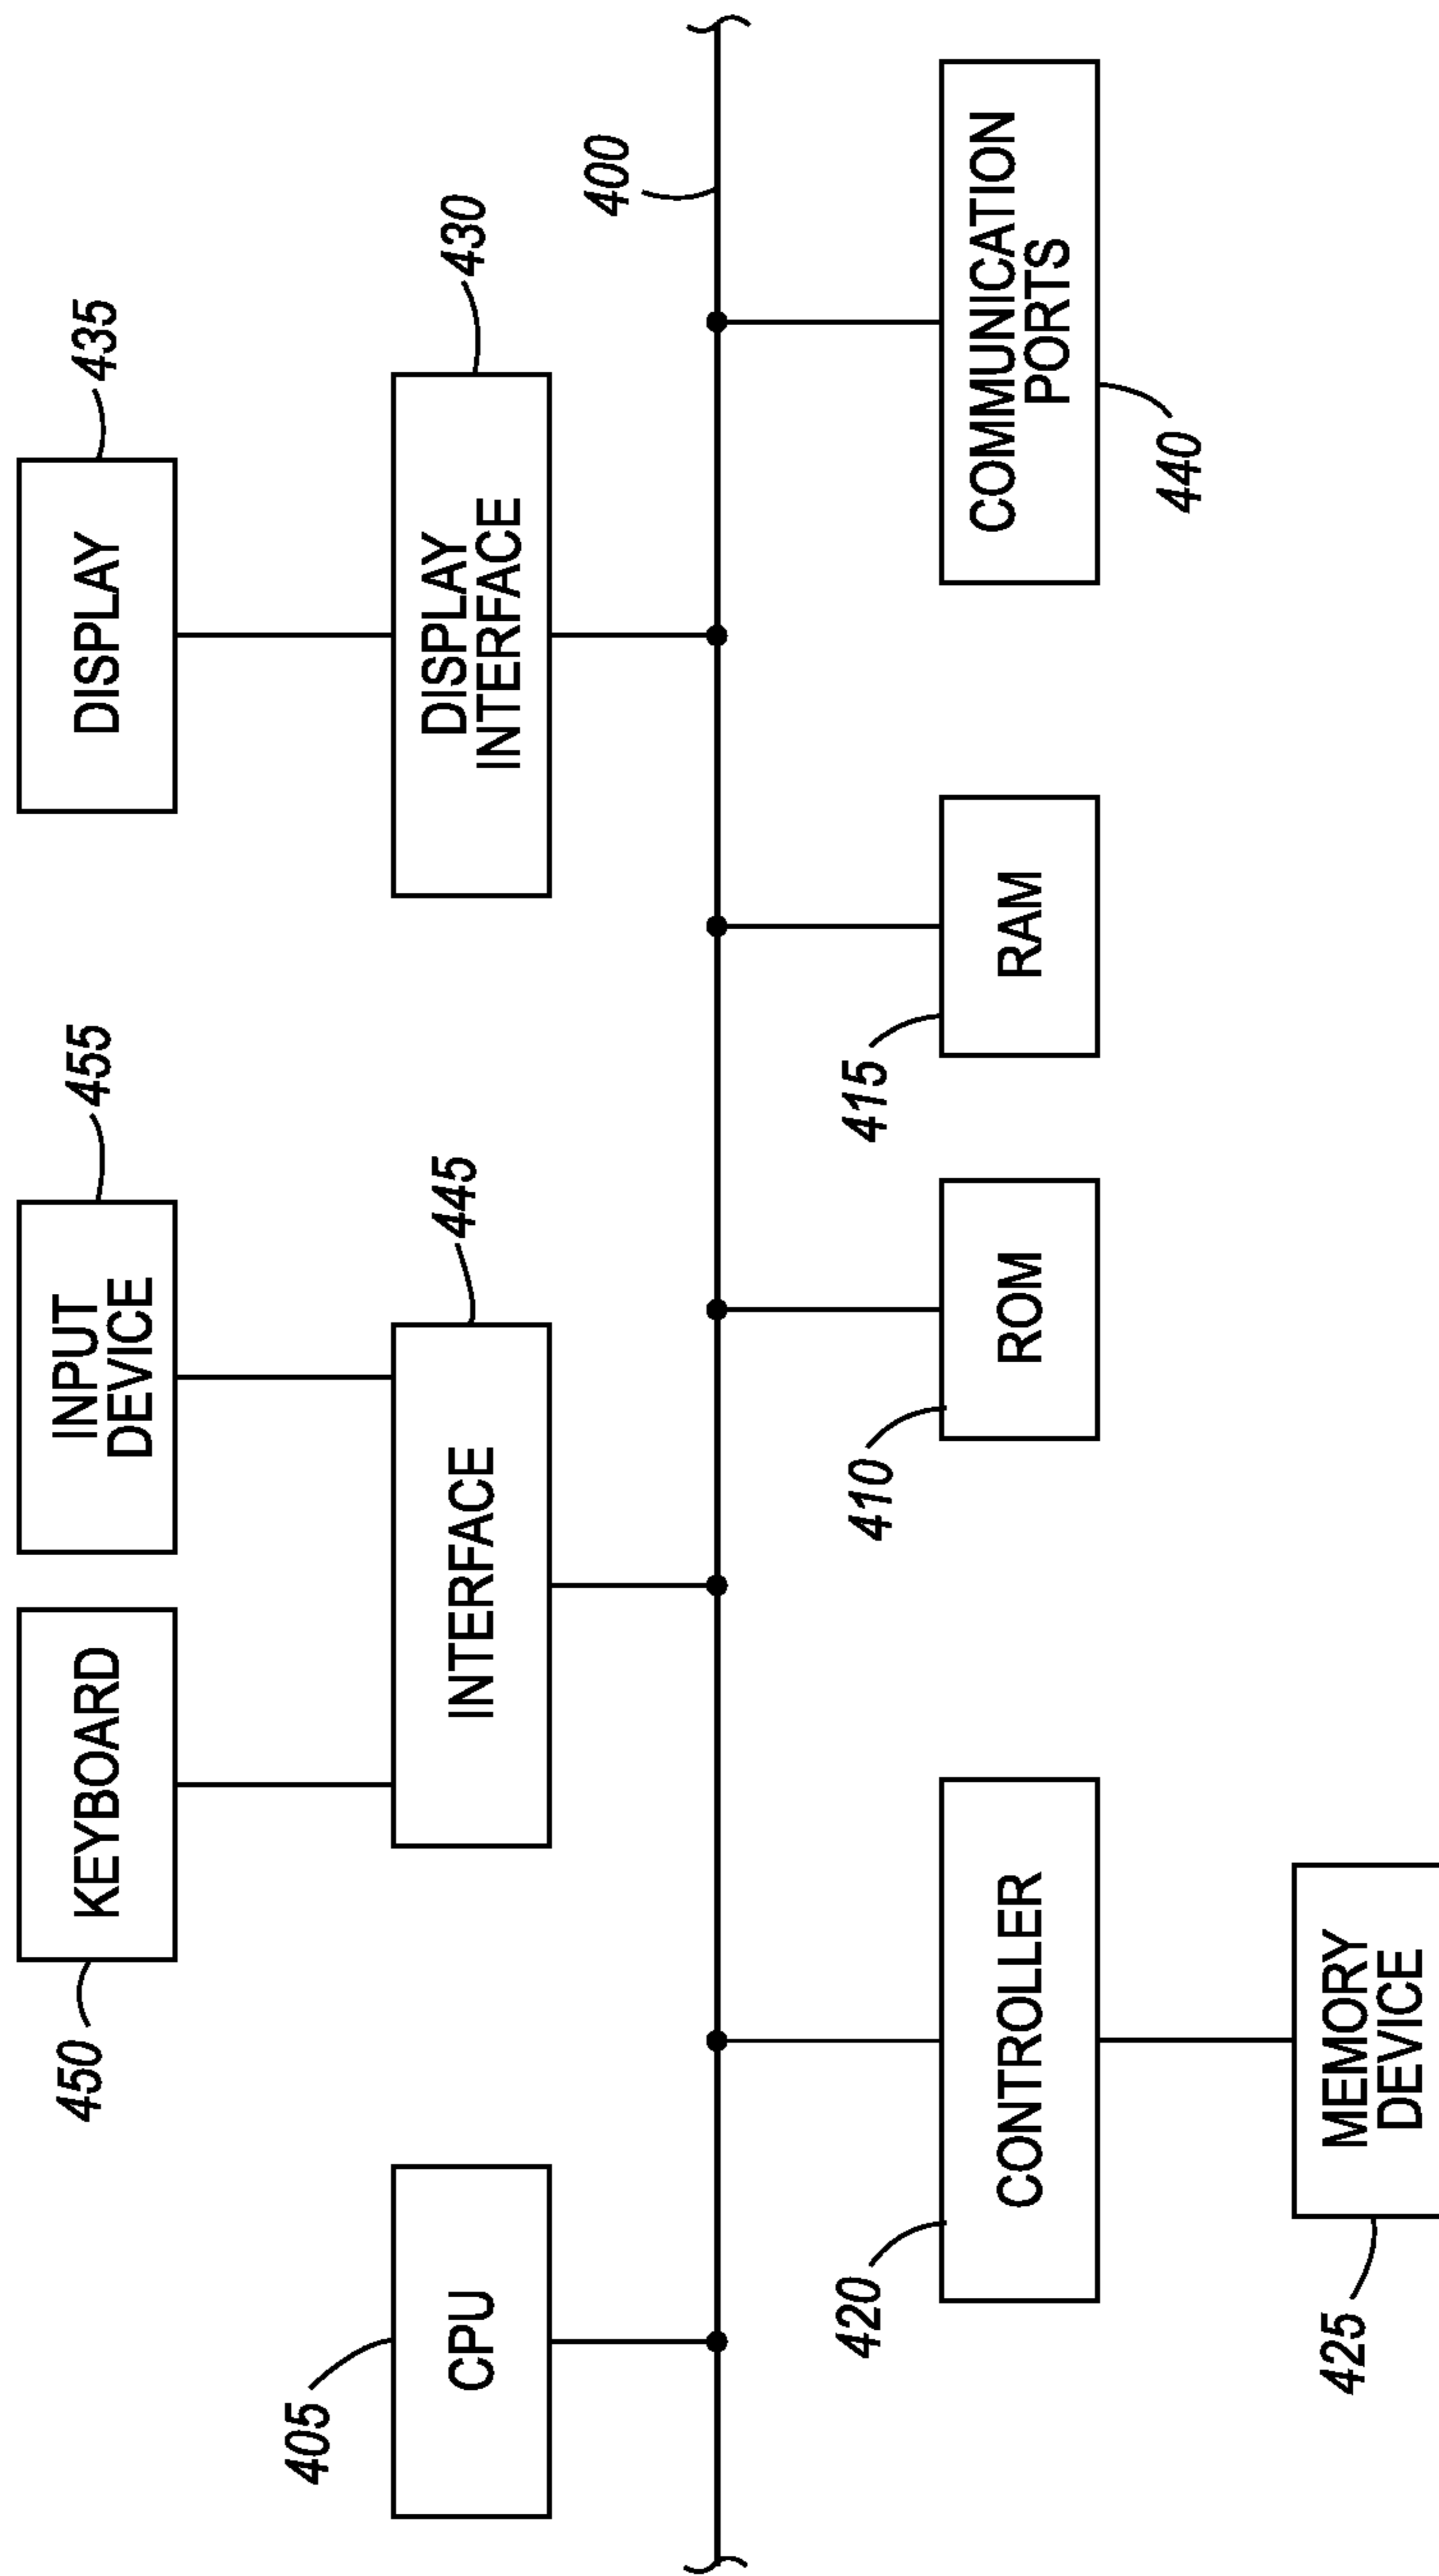 450
KEYBOARD
INPUT
DEVICE
455
DISPLAY
435
405
CPU
INTERFACE
445
DISPLAY
INTERFACE
430
400
420
CONTROLLER
410
ROM
415
RAM
COMMUNICATION
PORTS
440
425
MEMORY
DEVICE